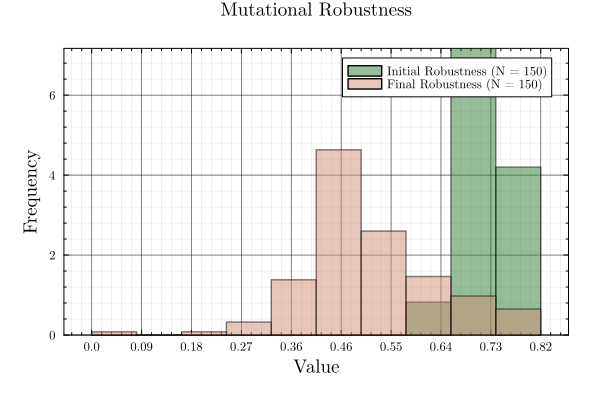 Mutational Robustness
Initial Robustness (N = 150)
Final Robustness (N = 150)
6
4
2
0
Frequency
0.0 0.09 0.18 0.27 0.36 0.46 0.55 0.64 0.73 0.82
Value